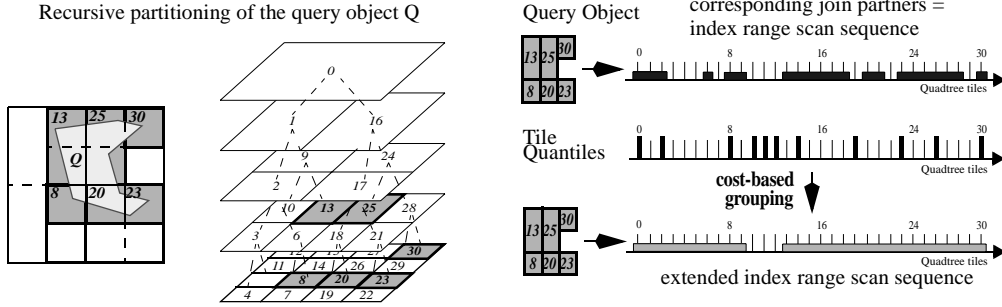 Recursive partitioning of the query object Q
13 25 30
Q
8 20 23
0
1 16
9 24
2 17
10 13 25 28
3 6 18 21
30
11 14 26 29
8 20 23
4 7 19 22
Query Object
corresponding join partners =
index range scan sequence
13 25 30
8 20 23
0 8 16 24 30
Quadtree tiles
Tile
Quantiles
0 8 16 24 30
Quadtree tiles
cost-based
grouping
13 25 30
8 20 23
0 8 16 24 30
Quadtree tiles
extended index range scan sequence